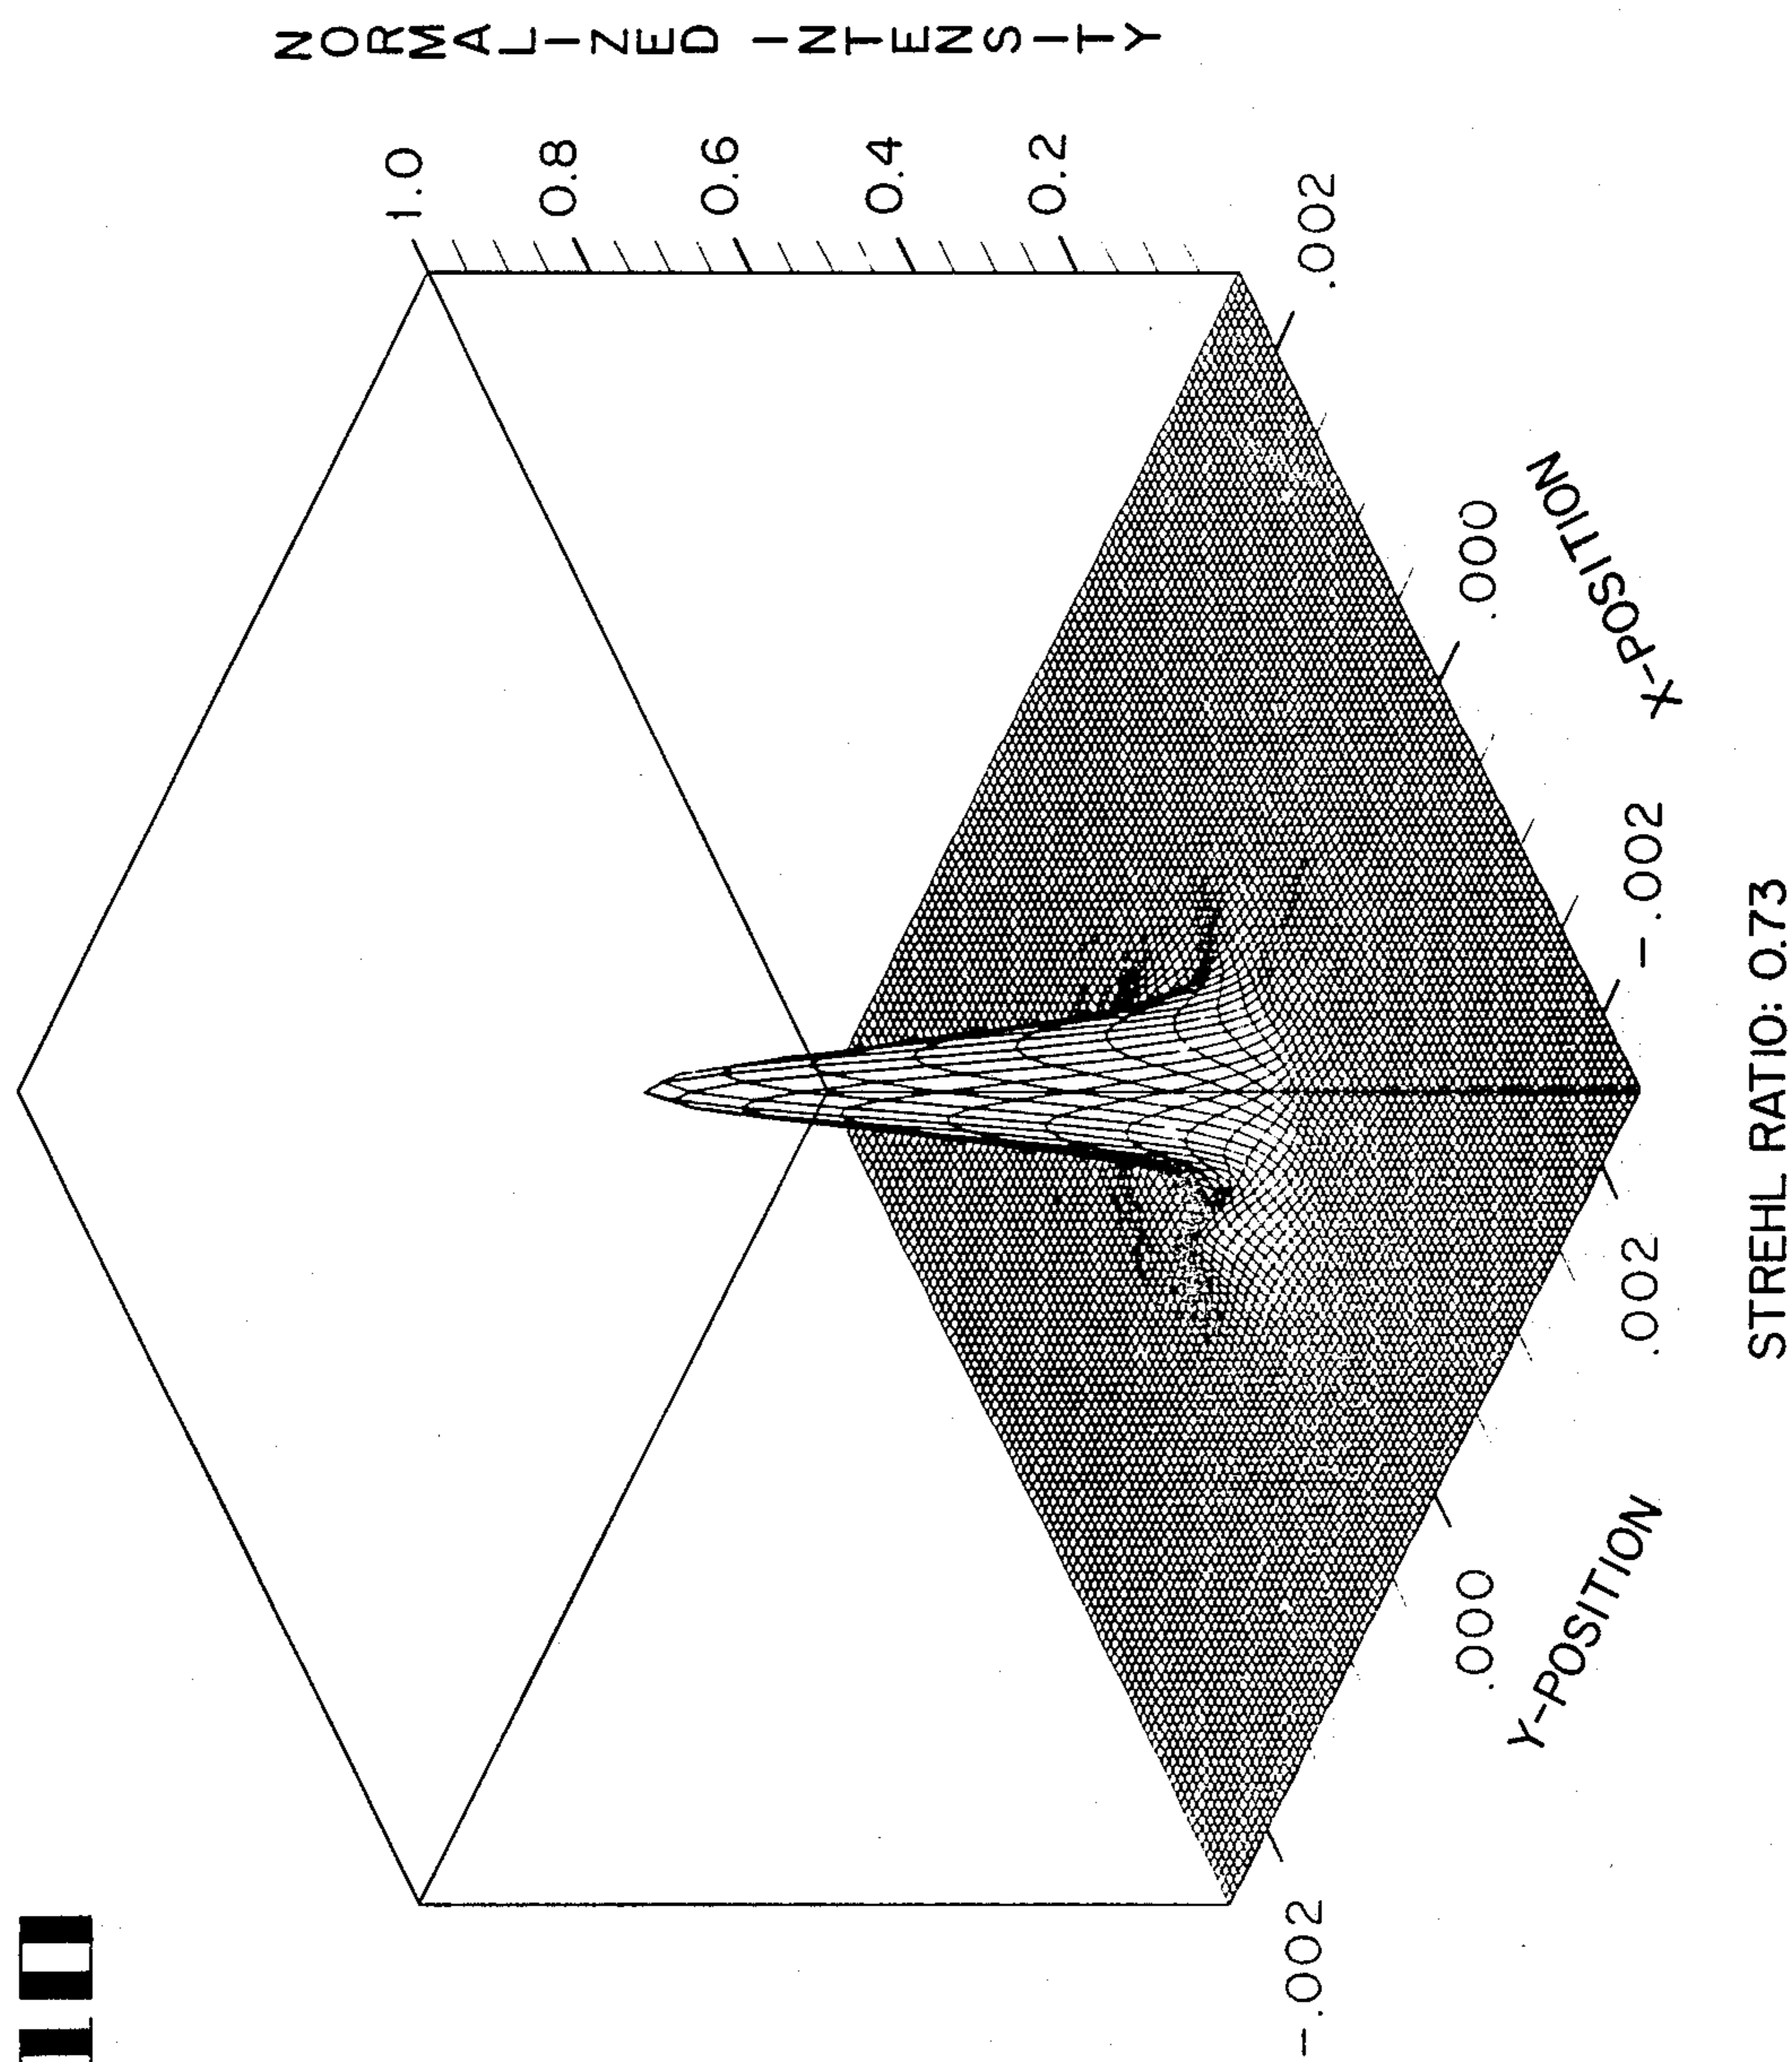 NORMALIZED INTENSITY
1.0
0.8
0.6
0.4
0.2
.002
.000
-.002
X-POSITION
.002
.000
-.002
Y-POSITION
STREHL RATIO: 0.73